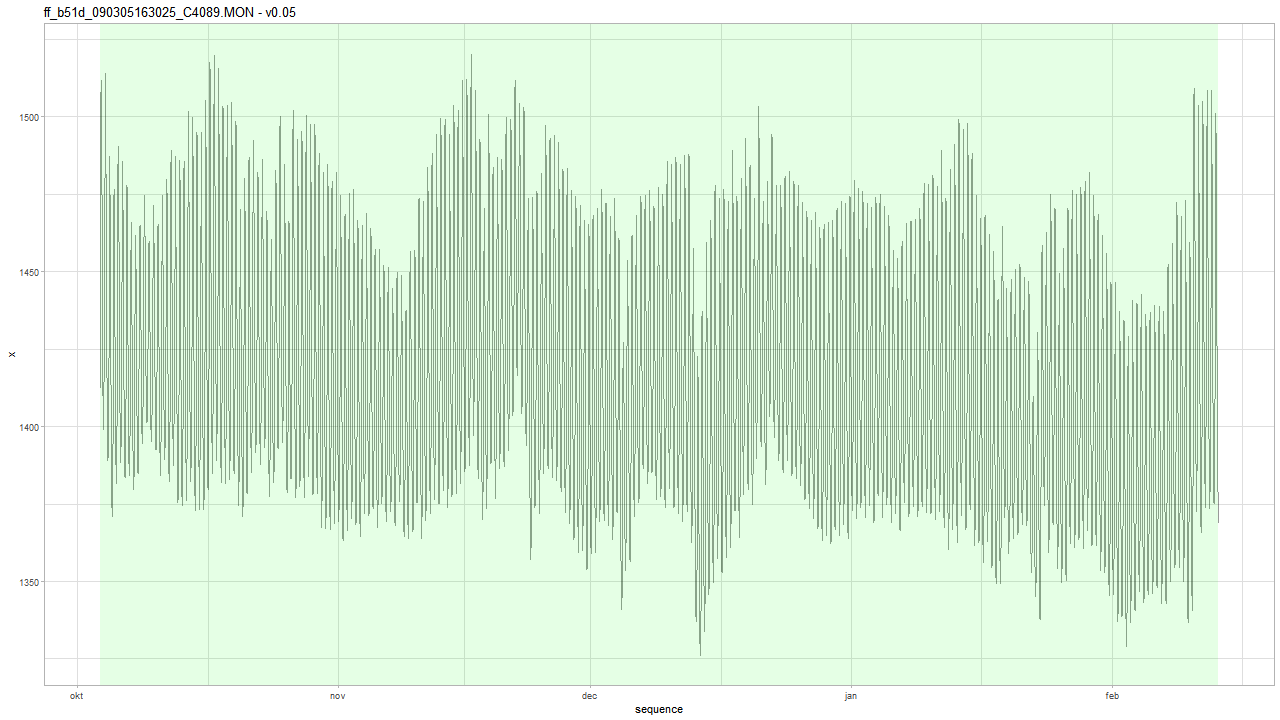 ff_b51d_090305163025_C4089.MON - v0.05
1500
1450
1400
1350
x
okt nov dec jan feb
sequence